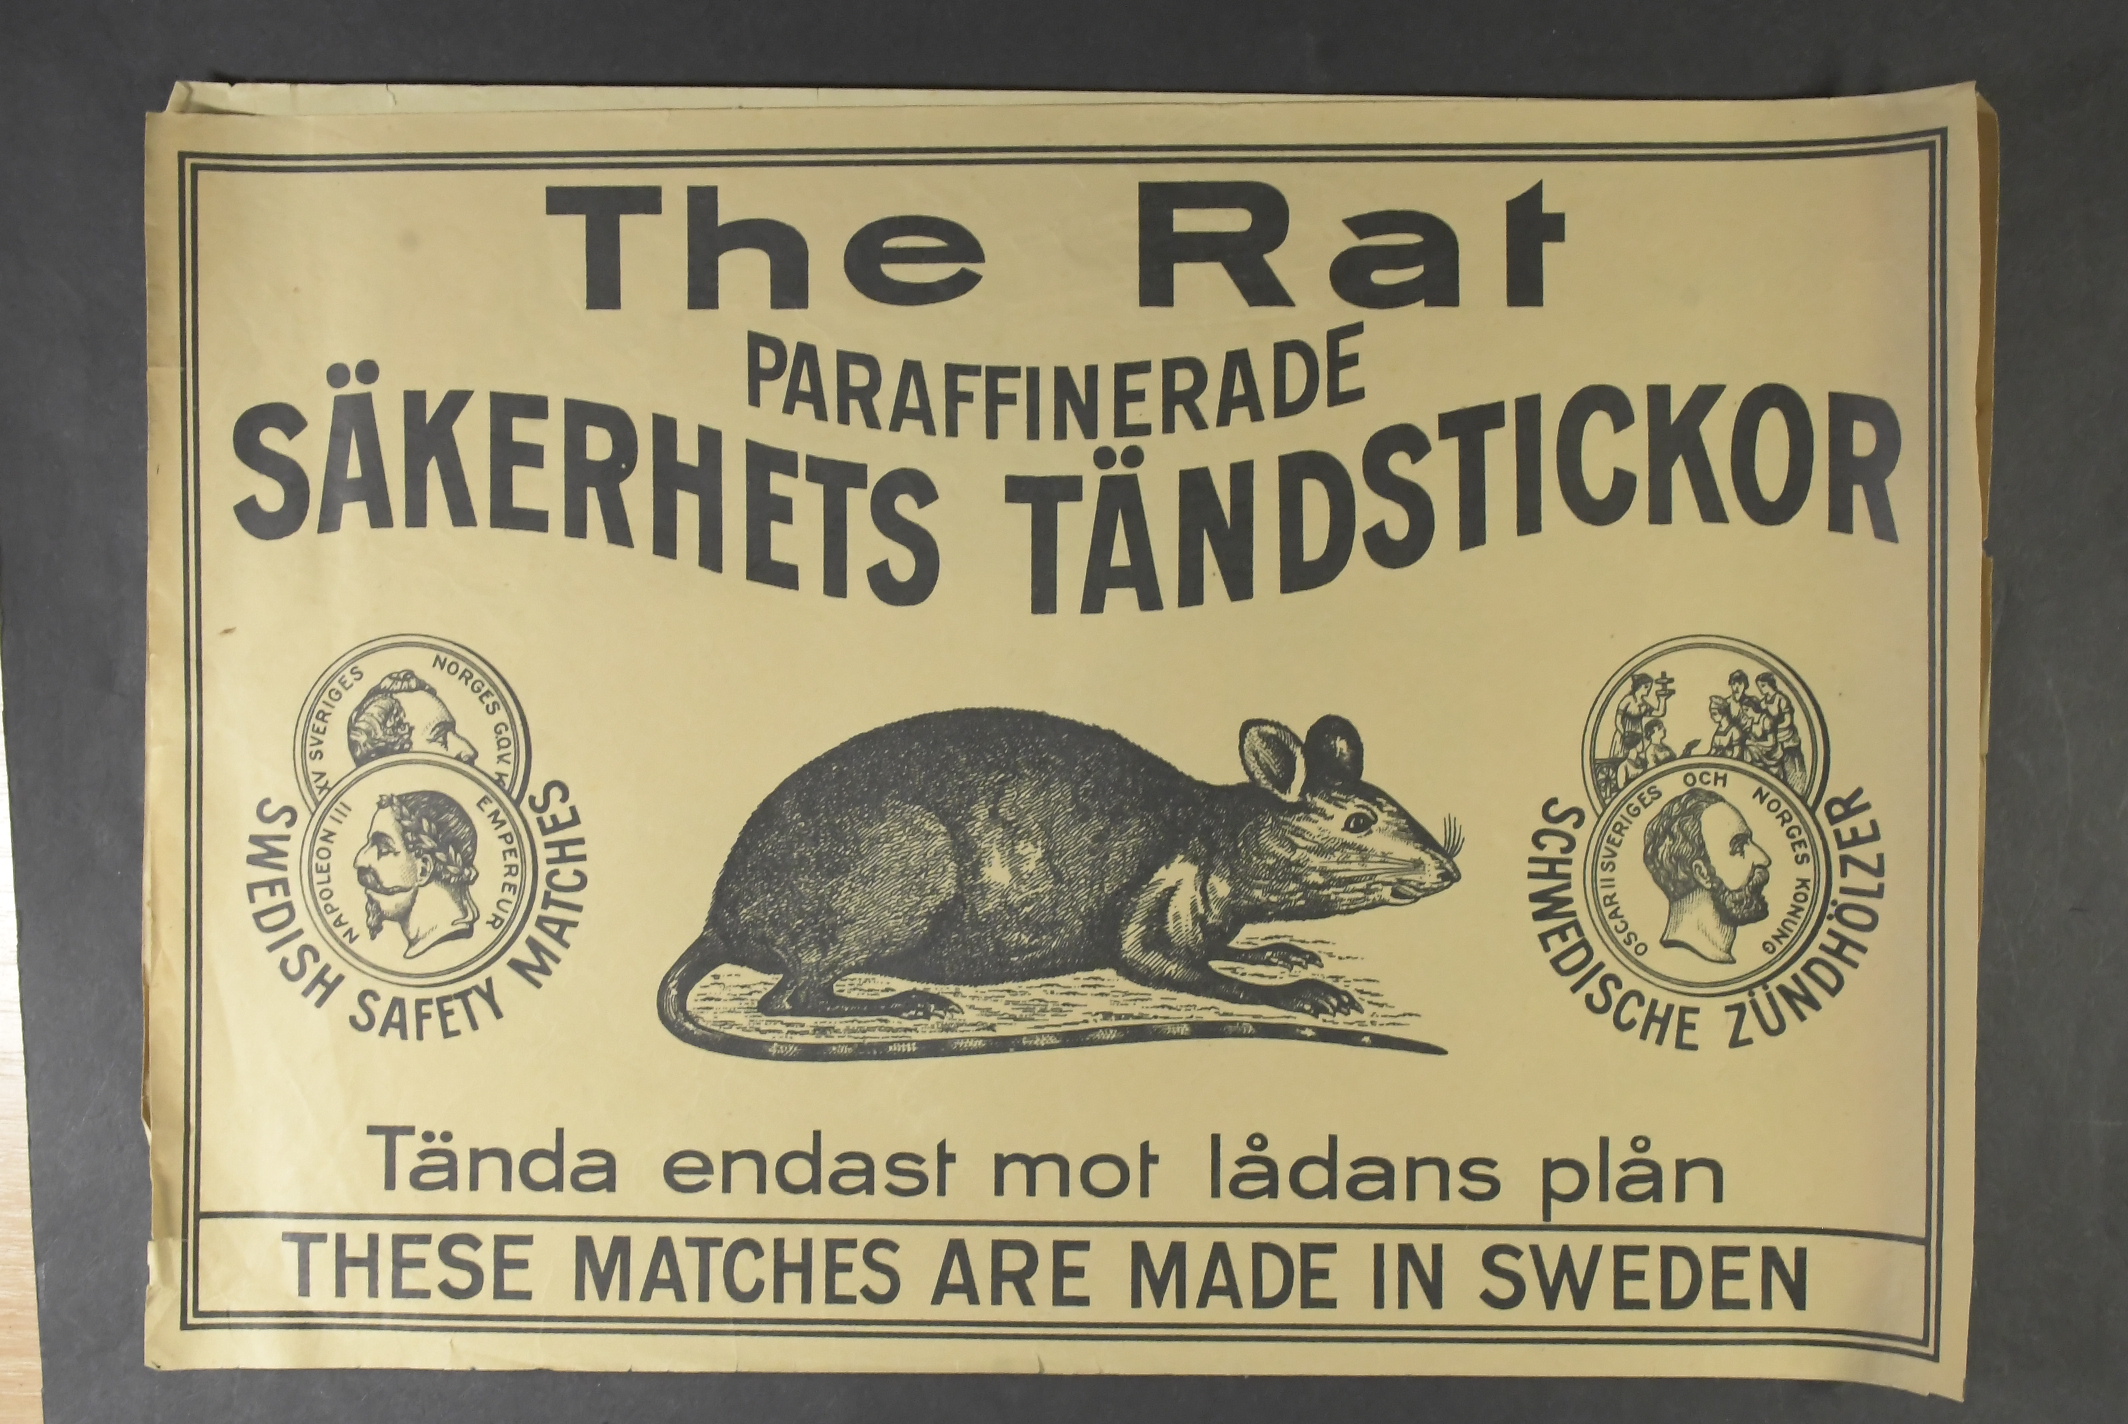 The Rat
PARAFFINERADE
SÄKERHETS TÄNDSTICKOR
XV SVERIGES NORGES G.O.V.K
NAPOLEON III EMPEREUR
SWEDISH SAFETY MATCHES
OSCAR II SVERIGES OCH NORGES KONUNG
SCHWEDISCHE ZÜNDHÖLZER
Tända endast mot lådans plån
THESE MATCHES ARE MADE IN SWEDEN